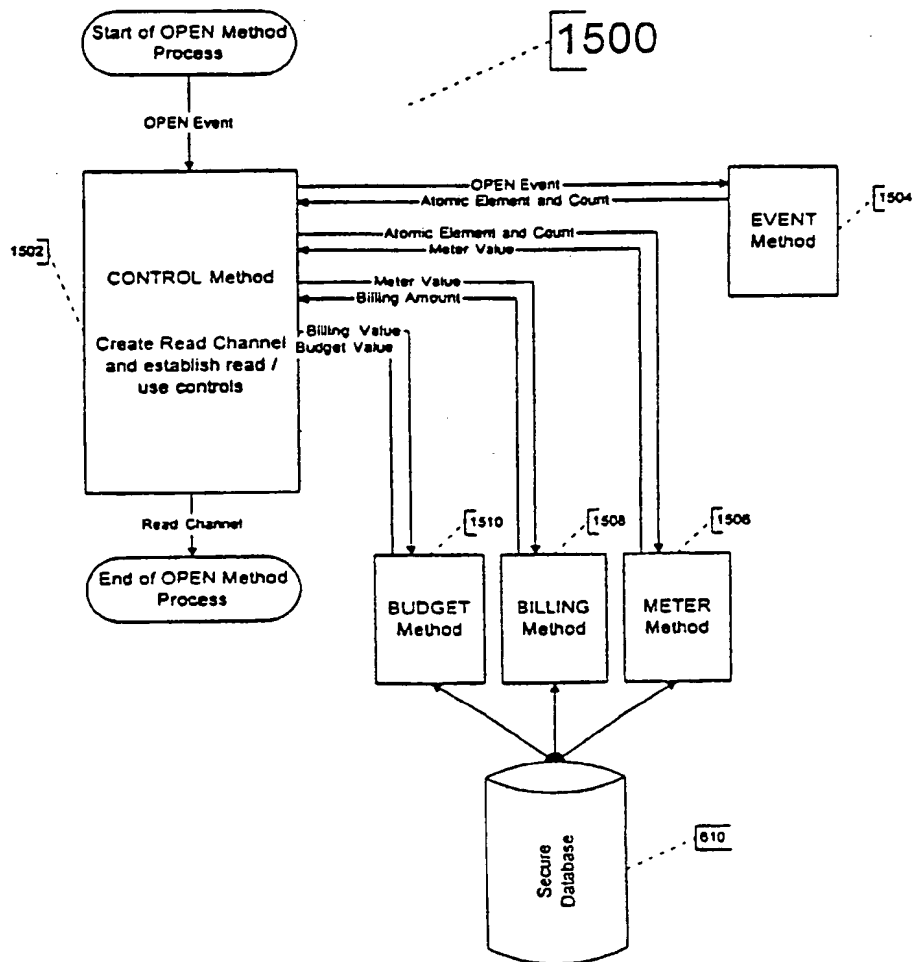 Start of OPEN Method
Process
1500
OPEN Event
OPEN Event
Atomic Element and Count
EVENT
Method
1504
1502
CONTROL Method
Create Read Channel
and establish read /
use controls
Atomic Element and Count
Meter Value
Meter Value
Billing Amount
Billing Value
Budget Value
Read Channel
End of OPEN Method
Process
1510
1508
1506
BUDGET
Method
BILLING
Method
METER
Method
Secure
Database
610